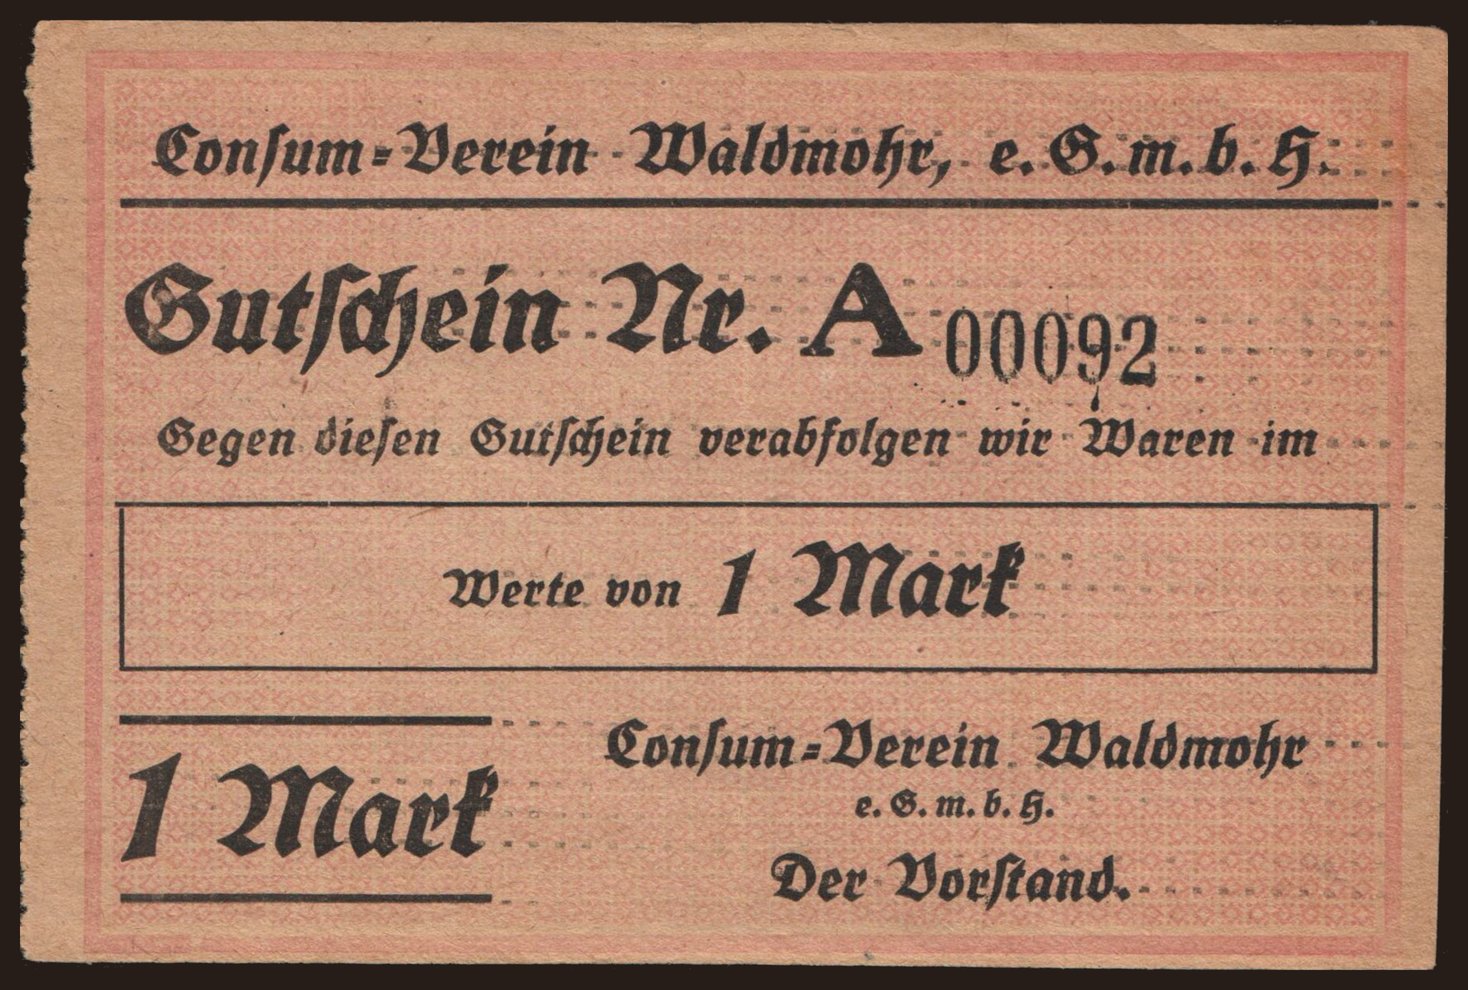 Consum-Verein Waldmohr, e. G. m. b. H.
Gutschein Nr. A 00092
Gegen diesen Gutschein verabfolgen wir Waren im
Werte von 1 Mark
1 Mark
Consum-Verein Waldmohr
e. G. m. b. H.
Der Vorstand.